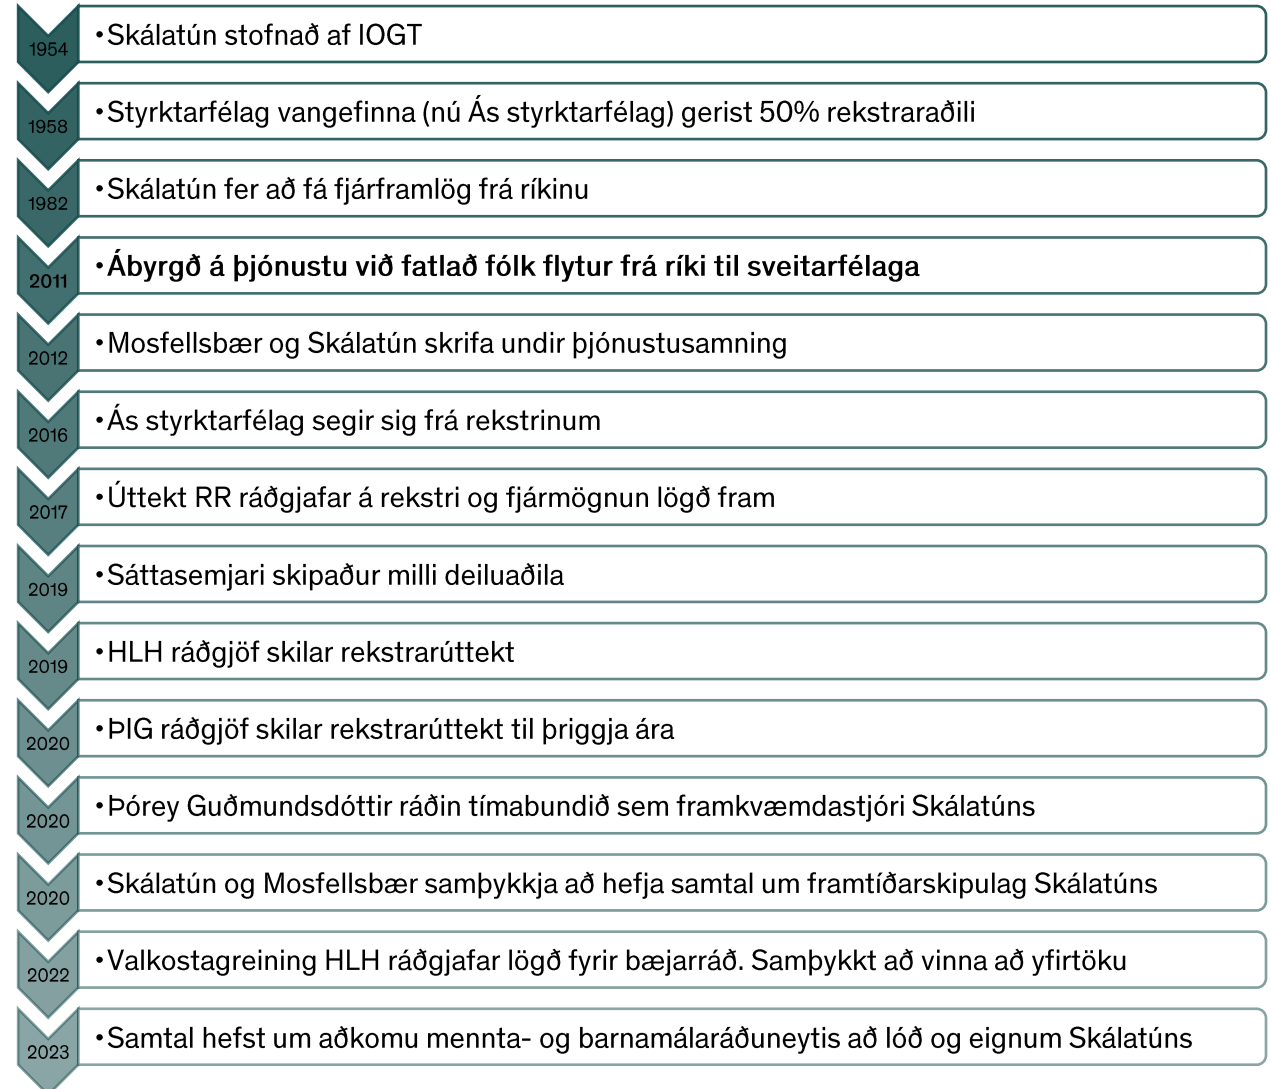 1954 •Skálatún stofnað af IOGT
1958 •Styrktarfélag vangefinna (nú Ás styrktarfélag) gerist 50% rekstraraðili
1982 •Skálatún fer að fá fjárframlög frá ríkinu
2011 •Ábyrgð á þjónustu við fatlað fólk flytur frá ríki til sveitarfélaga
2012 •Mosfellsbær og Skálatún skrifa undir þjónustusamning
2016 •Ás styrktarfélag segir sig frá rekstrinum
2017 •Úttekt RR ráðgjafar á rekstri og fjármögnun lögð fram
2019 •Sáttasemjari skipaður milli deiluaðila
2019 •HLH ráðgjöf skilar rekstrarúttekt
2020 •ÞIG ráðgjöf skilar rekstrarúttekt til þriggja ára
2020 •Þórey Guðmundsdóttir ráðin tímabundið sem framkvæmdastjóri Skálatúns
2020 •Skálatún og Mosfellsbær samþykkja að hefja samtal um framtíðarskipulag Skálatúns
2022 •Valkostagreining HLH ráðgjafar lögð fyrir bæjarráð. Samþykkt að vinna að yfirtöku
2023 •Samtal hefst um aðkomu mennta- og barnamálaráðuneytis að lóð og eignum Skálatúns